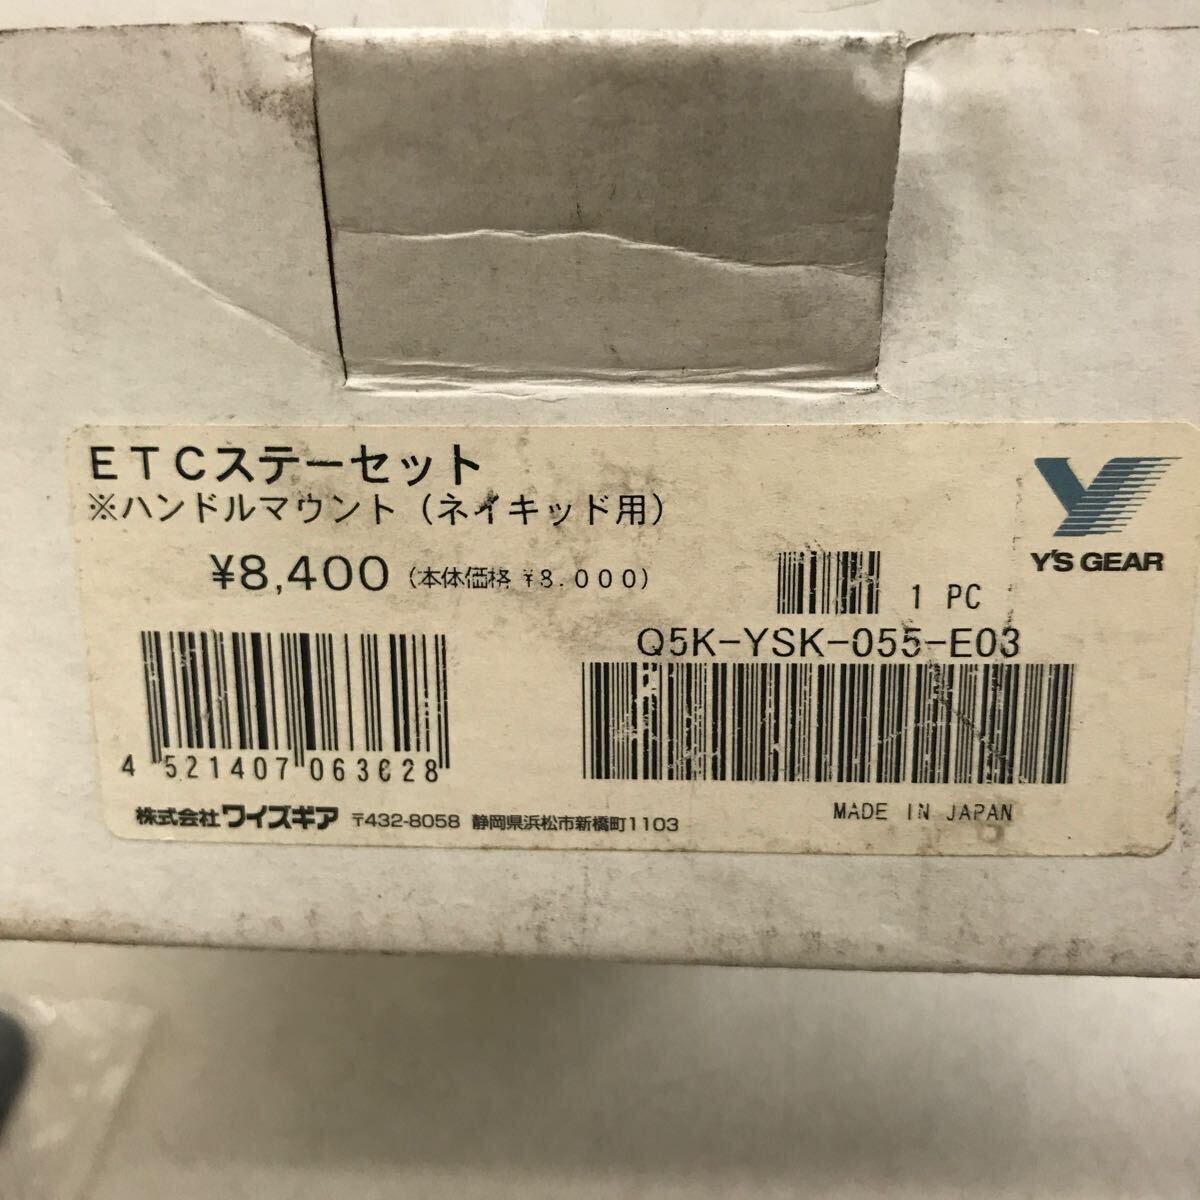 ETCステーセット
※ハンドルマウント（ネイキッド用）
¥8,400（本体価格 ¥8.000）
Y'S GEAR
1 PC
Q5K-YSK-055-E03
4 521407 063628
株式会社ワイズギア 〒432-8058 静岡県浜松市新橋町1103
MADE IN JAPAN